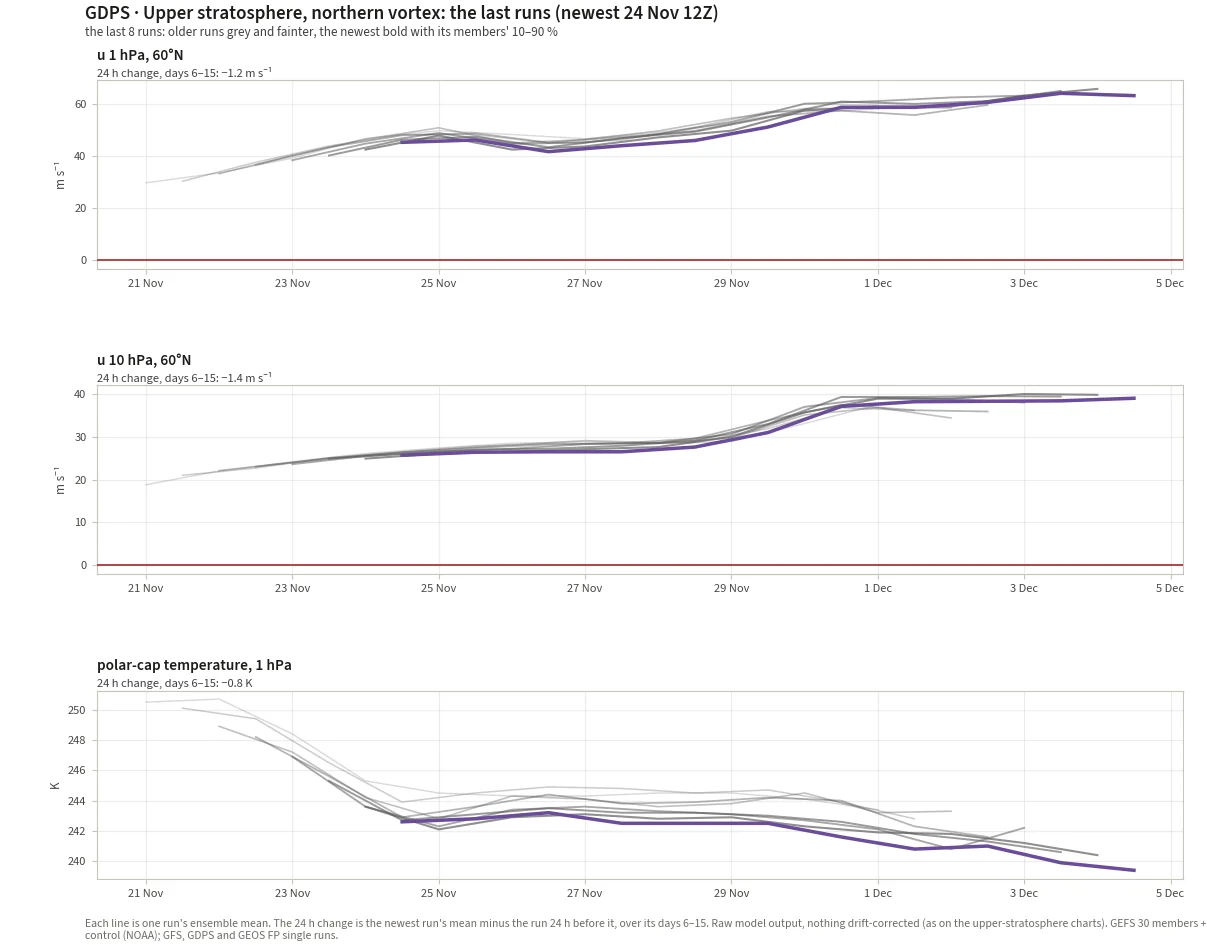 GDPS · Upper stratosphere, northern vortex: the last runs (newest 24 Nov 12Z)
the last 8 runs: older runs grey and fainter, the newest bold with its members' 10–90 %
u 1 hPa, 60°N
24 h change, days 6–15: −1.2 m s⁻¹
60
40
20
0
m s⁻¹
21 Nov
23 Nov
25 Nov
27 Nov
29 Nov
1 Dec
3 Dec
5 Dec
u 10 hPa, 60°N
24 h change, days 6–15: −1.4 m s⁻¹
40
30
20
10
0
m s⁻¹
21 Nov
23 Nov
25 Nov
27 Nov
29 Nov
1 Dec
3 Dec
5 Dec
polar-cap temperature, 1 hPa
24 h change, days 6–15: −0.8 K
250
248
246
244
242
240
K
21 Nov
23 Nov
25 Nov
27 Nov
29 Nov
1 Dec
3 Dec
5 Dec
Each line is one run's ensemble mean. The 24 h change is the newest run's mean minus the run 24 h before it, over its days 6–15. Raw model output, nothing drift-corrected (as on the upper-stratosphere charts). GEFS 30 members +
control (NOAA); GFS, GDPS and GEOS FP single runs.